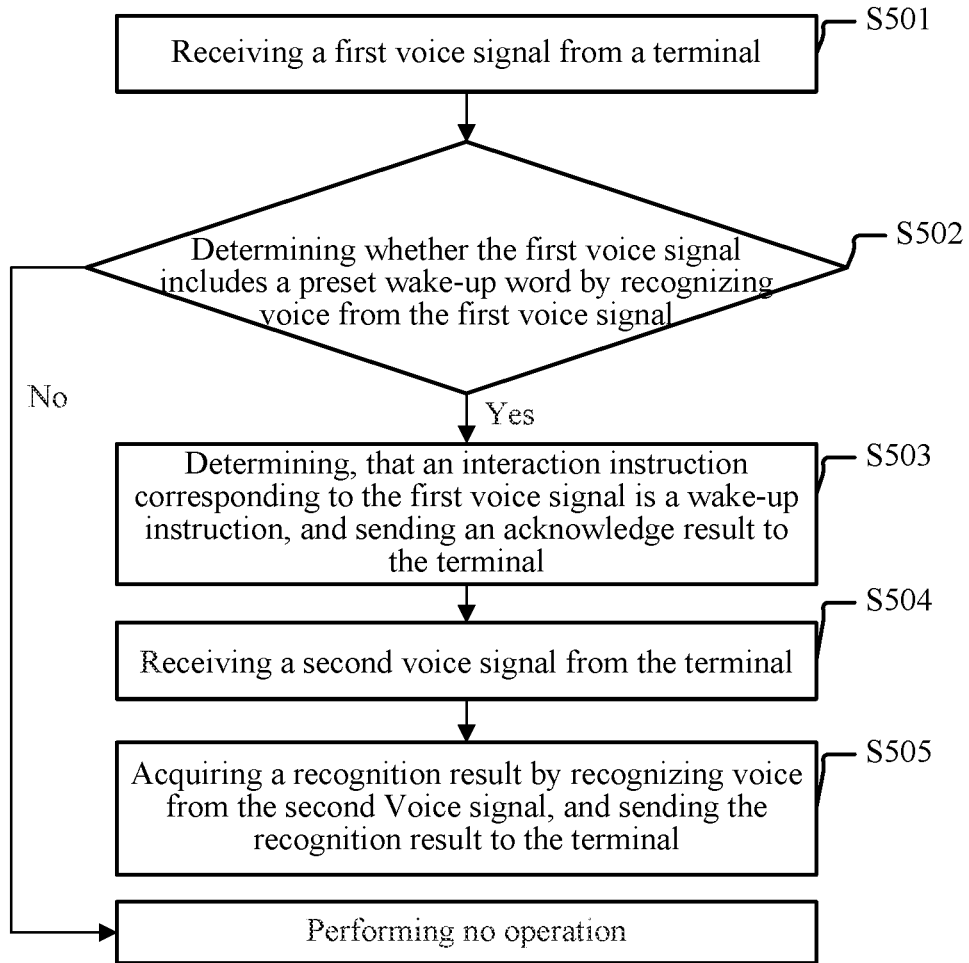 S501
Receiving a first voice signal from a terminal
S502
Determining whether the first voice signal
includes a preset wake-up word by recognizing
voice from the first voice signal
No
Yes
S503
Determining, that an interaction instruction
corresponding to the first voice signal is a wake-up
instruction, and sending an acknowledge result to
the terminal
S504
Receiving a second voice signal from the terminal
S505
Acquiring a recognition result by recognizing voice
from the second Voice signal, and sending the
recognition result to the terminal
Performing no operation